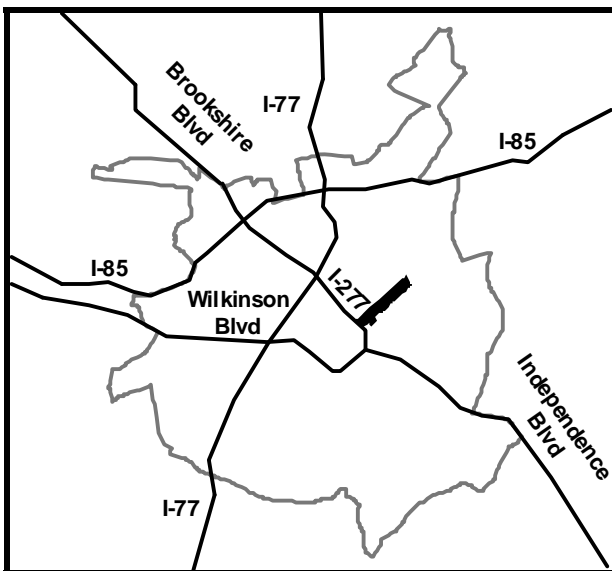 Brookshire
Blvd
I-77
I-85
I-85
I-277
Wilkinson
Blvd
Independence
Blvd
I-77